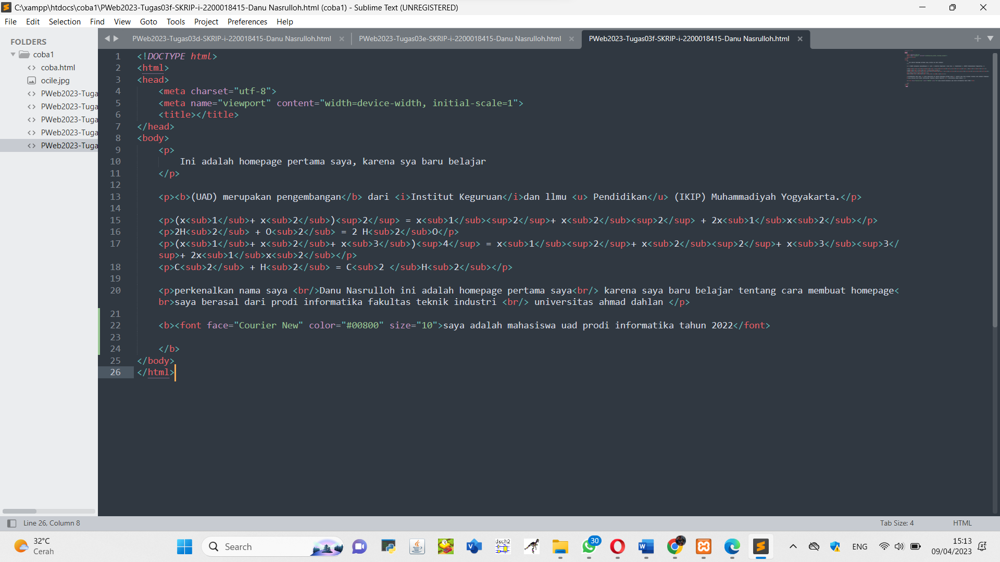 C:\xampp\htdocs\coba1\PWeb2023-Tugas03f-SKRIP-i-2200018415-Danu Nasrulloh.html (coba1) - Sublime Text (UNREGISTERED)
File Edit Selection Find View Goto Tools Project Preferences Help
FOLDERS
coba1
coba.html
ocile.jpg
PWeb2023-Tuga
PWeb2023-Tuga
PWeb2023-Tuga
PWeb2023-Tuga
PWeb2023-Tuga
PWeb2023-Tugas03d-SKRIP-i-2200018415-Danu Nasrulloh.html
PWeb2023-Tugas03e-SKRIP-i-2200018415-Danu Nasrulloh.html
PWeb2023-Tugas03f-SKRIP-i-2200018415-Danu Nasrulloh.html
1 <!DOCTYPE html>
2 <html>
3 <head>
4 <meta charset="utf-8">
5 <meta name="viewport" content="width=device-width, initial-scale=1">
6 <title></title>
7 </head>
8 <body>
9 <p>
10 Ini adalah homepage pertama saya, karena sya baru belajar
11 </p>
12
13 <p><b>(UAD) merupakan pengembangan</b> dari <i>Institut Keguruan</i>dan llmu <u> Pendidikan</u> (IKIP) Muhammadiyah Yogyakarta.</p>
14
15 <p>(x<sub>1</sub>+ x<sub>2</sub>)<sup>2</sup> = x<sub>1</sub><sup>2</sup>+ x<sub>2</sub><sup>2</sup> + 2x<sub>1</sub>x<sub>2</sub></p>
16 <p>2H<sub>2</sub> + O<sub>2</sub> = 2 H<sub>2</sub>O</p>
17 <p>(x<sub>1</sub>+ x<sub>2</sub>+ x<sub>3</sub>)<sup>4</sup> = x<sub>1</sub><sup>2</sup>+ x<sub>2</sub><sup>2</sup>+ x<sub>3</sub><sup>3</
sup>+ 2x<sub>1</sub>x<sub>2</sub></p>
18 <p>C<sub>2</sub> + H<sub>2</sub> = C<sub>2 </sub>H<sub>2</sub></p>
19
20 <p>perkenalkan nama saya <br/>Danu Nasrulloh ini adalah homepage pertama saya<br/> karena saya baru belajar tentang cara membuat homepage<
br>saya berasal dari prodi informatika fakultas teknik industri <br/> universitas ahmad dahlan </p>
21
22 <b><font face="Courier New" color="#00800" size="10">saya adalah mahasiswa uad prodi informatika tahun 2022</font>
23
24 </b>
25 </body>
26 </html>
Line 26, Column 8
Tab Size: 4
HTML
32°C
Cerah
Search
dsch2
30
ENG
15:13
09/04/2023